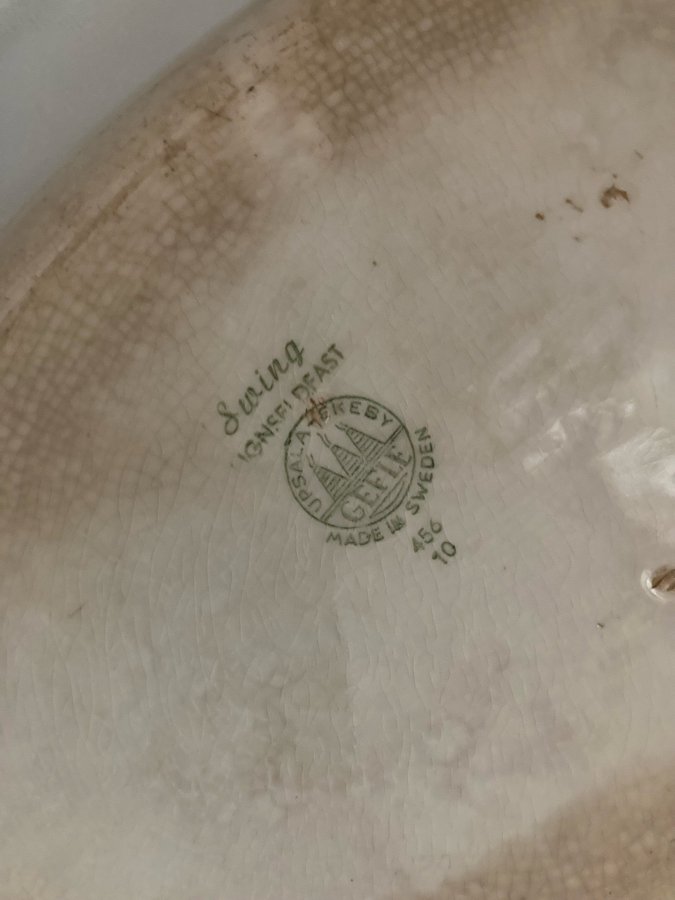 Swing
UGNSELDFAST
UPSALA EKEBY
GEFLE
MADE IN SWEDEN
456
10